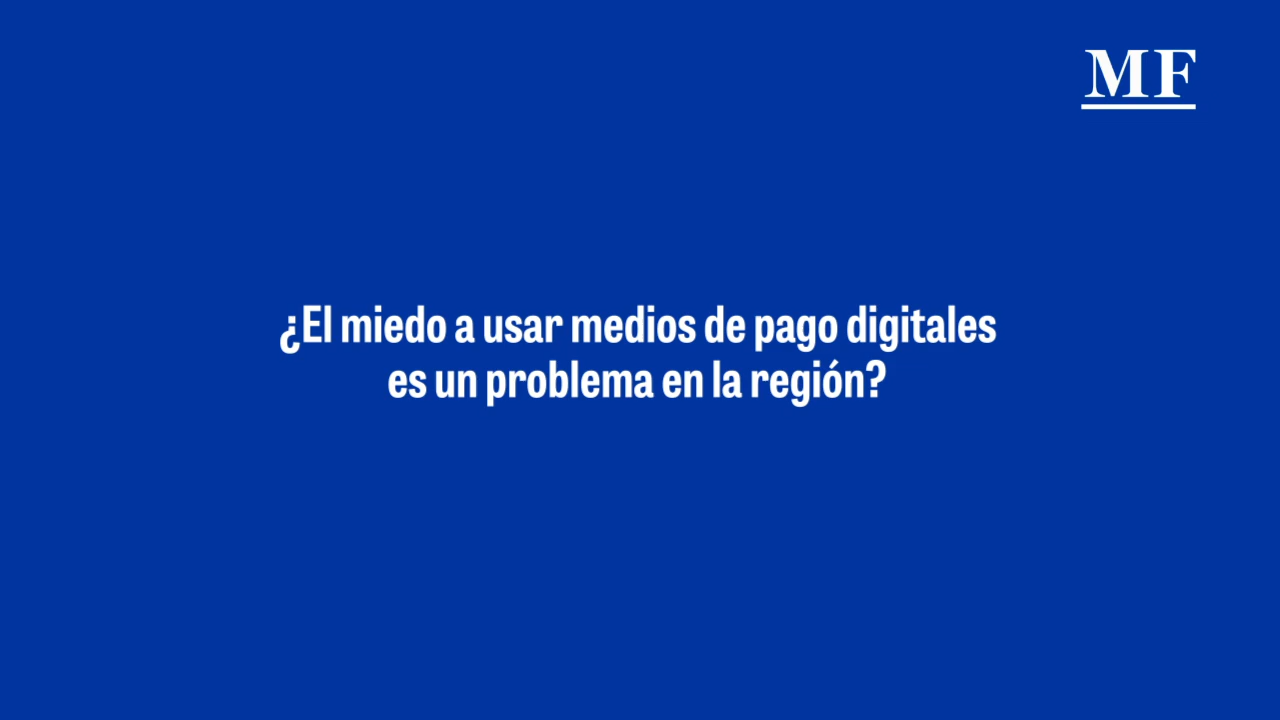 MF
¿El miedo a usar medios de pago digitales
es un problema en la región?